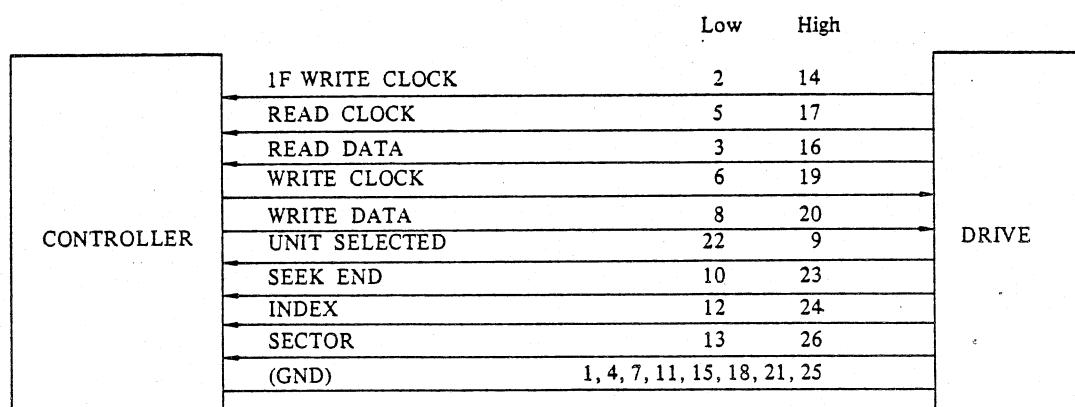 Low High
1F WRITE CLOCK 2 14
READ CLOCK 5 17
READ DATA 3 16
WRITE CLOCK 6 19
WRITE DATA 8 20
CONTROLLER UNIT SELECTED 22 9 DRIVE
SEEK END 10 23
INDEX 12 24
SECTOR 13 26
(GND) 1, 4, 7, 11, 15, 18, 21, 25